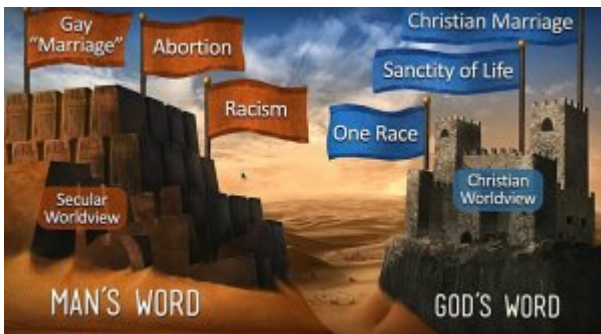 Gay
"Marriage"
Abortion
Racism
Secular
Worldview
MAN'S WORD
Christian Marriage
Sanctity of Life
One Race
Christian
Worldview
GOD'S WORD